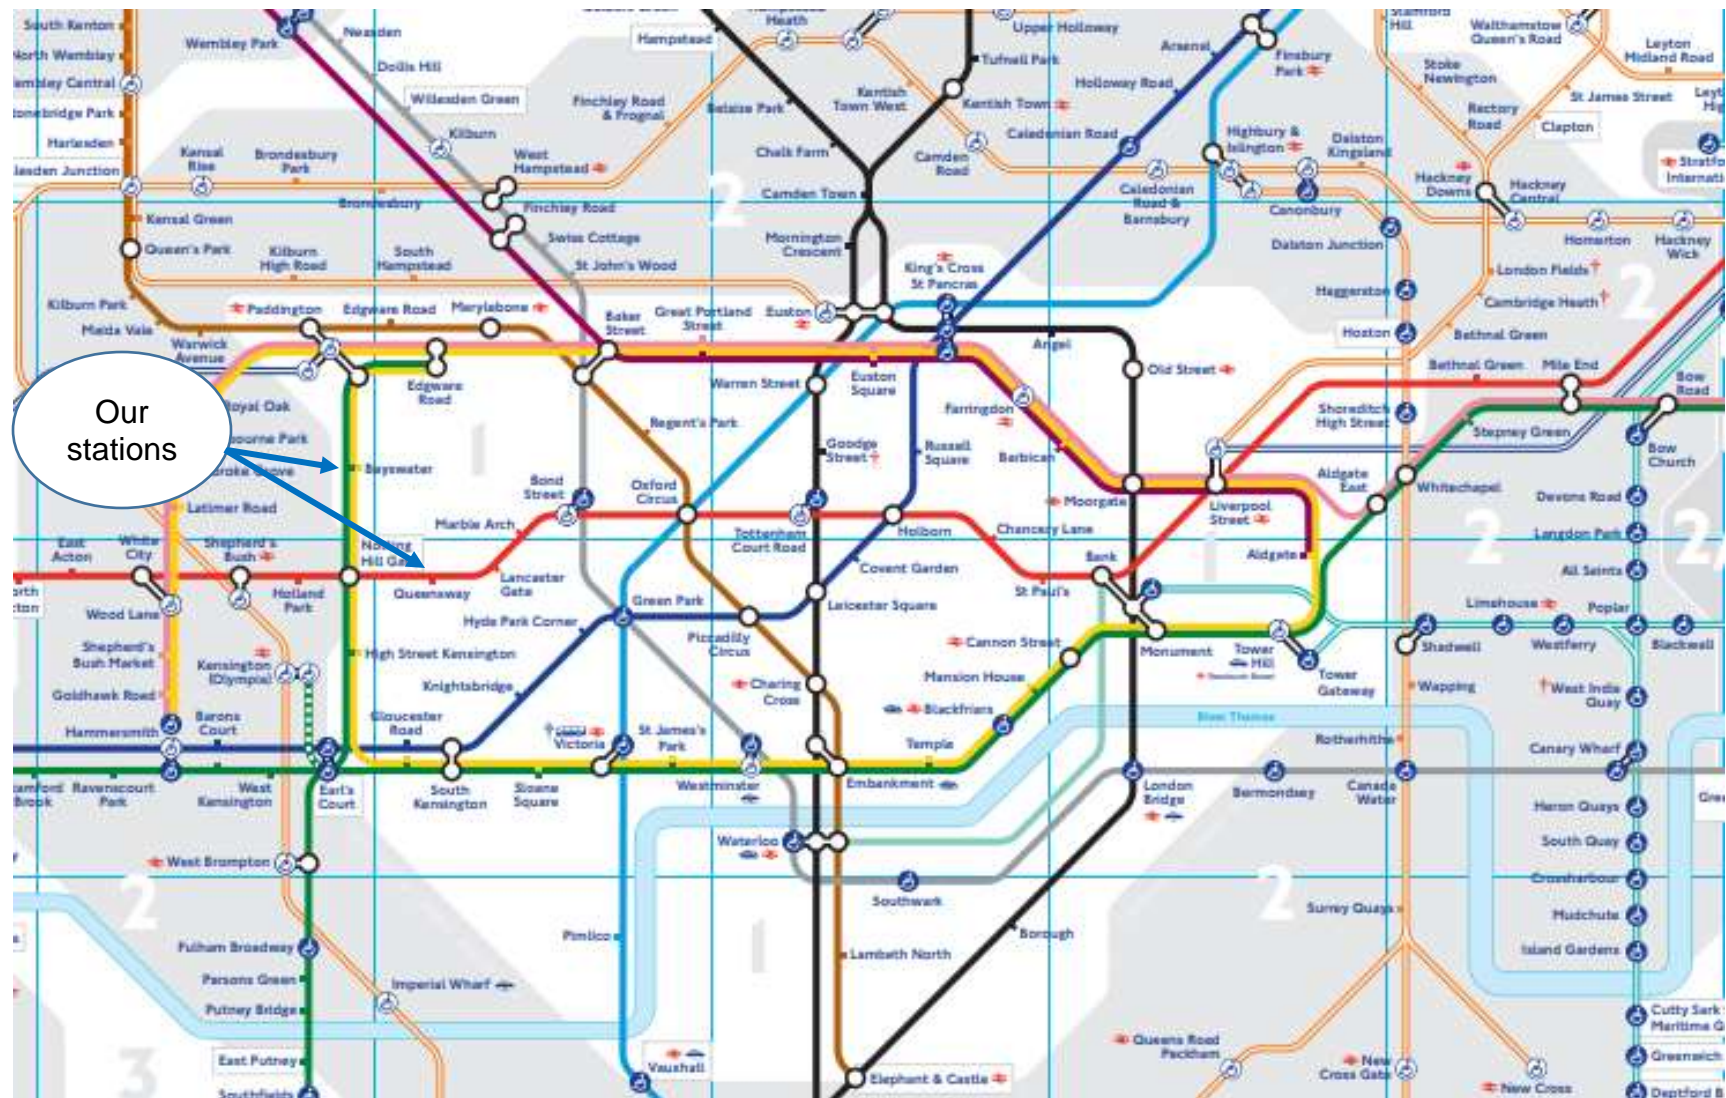 South Kenton
North Wembley
Harlesden
Wembley Park
Neasden
Dollis Hill
Willesden Green
Kilburn
Hampstead
Heath
Belsize Park
Chalk Farm
Camden Town
Mornington
Crescent
Finchley Road
& Frognal
West
Hampstead
Finchley Road
Swiss Cottage
St John's Wood
Kensal
Rise
Brondesbury
Park
Brondesbury
Kensal Green
Queen's Park
Kilburn
High Road
South
Hampstead
Kilburn Park
Maida Vale
Warwick
Avenue
Paddington
Edgware Road
Marylebone
Baker
Street
Great Portland
Street
Euston
King's Cross
St Pancras
Upper Holloway
Tufnell Park
Kentish
Town West
Kentish Town
Camden
Road
Arsenal
Holloway Road
Caledonian Road
Finsbury
Park
Highbury &
Islington
Caledonian
Road &
Barnsbury
Canonbury
Dalston
Kingsland
Dalston Junction
Haggerston
Hoxton
Stamford
Hill
Stoke
Newington
Rectory
Road
Walthamstow
Queen's Road
Leyton
Midland Road
St James Street
Clapton
Hackney
Downs
Hackney
Central
Homerton
Hackney
Wick
London Fields
Cambridge Heath
Bethnal Green
Bethnal Green
Mile End
Bow
Road
Bow
Church
Stepney Green
Shoreditch
High Street
Old Street
Angel
Our
stations
Royal Oak
Latimer Road
Edgware
Road
Bayswater
Regent's Park
Warren Street
Euston
Square
Farringdon
Barbican
Goodge
Street
Russell
Square
Bond
Street
Oxford
Circus
Tottenham
Court Road
Holborn
Chancery Lane
Moorgate
Liverpool
Street
Aldgate
East
Whitechapel
Aldgate
Devons Road
Langdon Park
All Saints
Poplar
Blackwall
Limehouse
Westferry
East
Acton
White
City
Shepherd's
Bush
Wood Lane
Holland
Park
Queensway
Lancaster
Gate
Marble Arch
Green Park
Hyde Park Corner
Knightsbridge
Piccadilly
Circus
Leicester Square
Covent Garden
St Paul's
Bank
Cannon Street
Monument
Mansion House
Tower
Hill
Tower
Gateway
Shadwell
Wapping
West India
Quay
Shepherd's
Bush Market
Goldhawk Road
Hammersmith
Kensington
(Olympia)
High Street Kensington
Barons
Court
Gloucester
Road
Victoria
St James's
Park
Charing
Cross
Blackfriars
Temple
River Thames
Rotherhithe
Canary Wharf
Ravenscourt
Park
West
Kensington
Earl's
Court
South
Kensington
Sloane
Square
Westminster
Embankment
London
Bridge
Bermondsey
Canada
Water
Heron Quays
South Quay
Crossharbour
Mudchute
Island Gardens
Waterloo
Southwark
West Brompton
Fulham Broadway
Parsons Green
Putney Bridge
East Putney
Southfields
Imperial Wharf
Pimlico
Vauxhall
Lambeth North
Borough
Elephant & Castle
Surrey Quays
Queens Road
Peckham
New
Cross Gate
New Cross
Cutty Sark
Greenwich
1
1
1
2
2
2
2
2
3